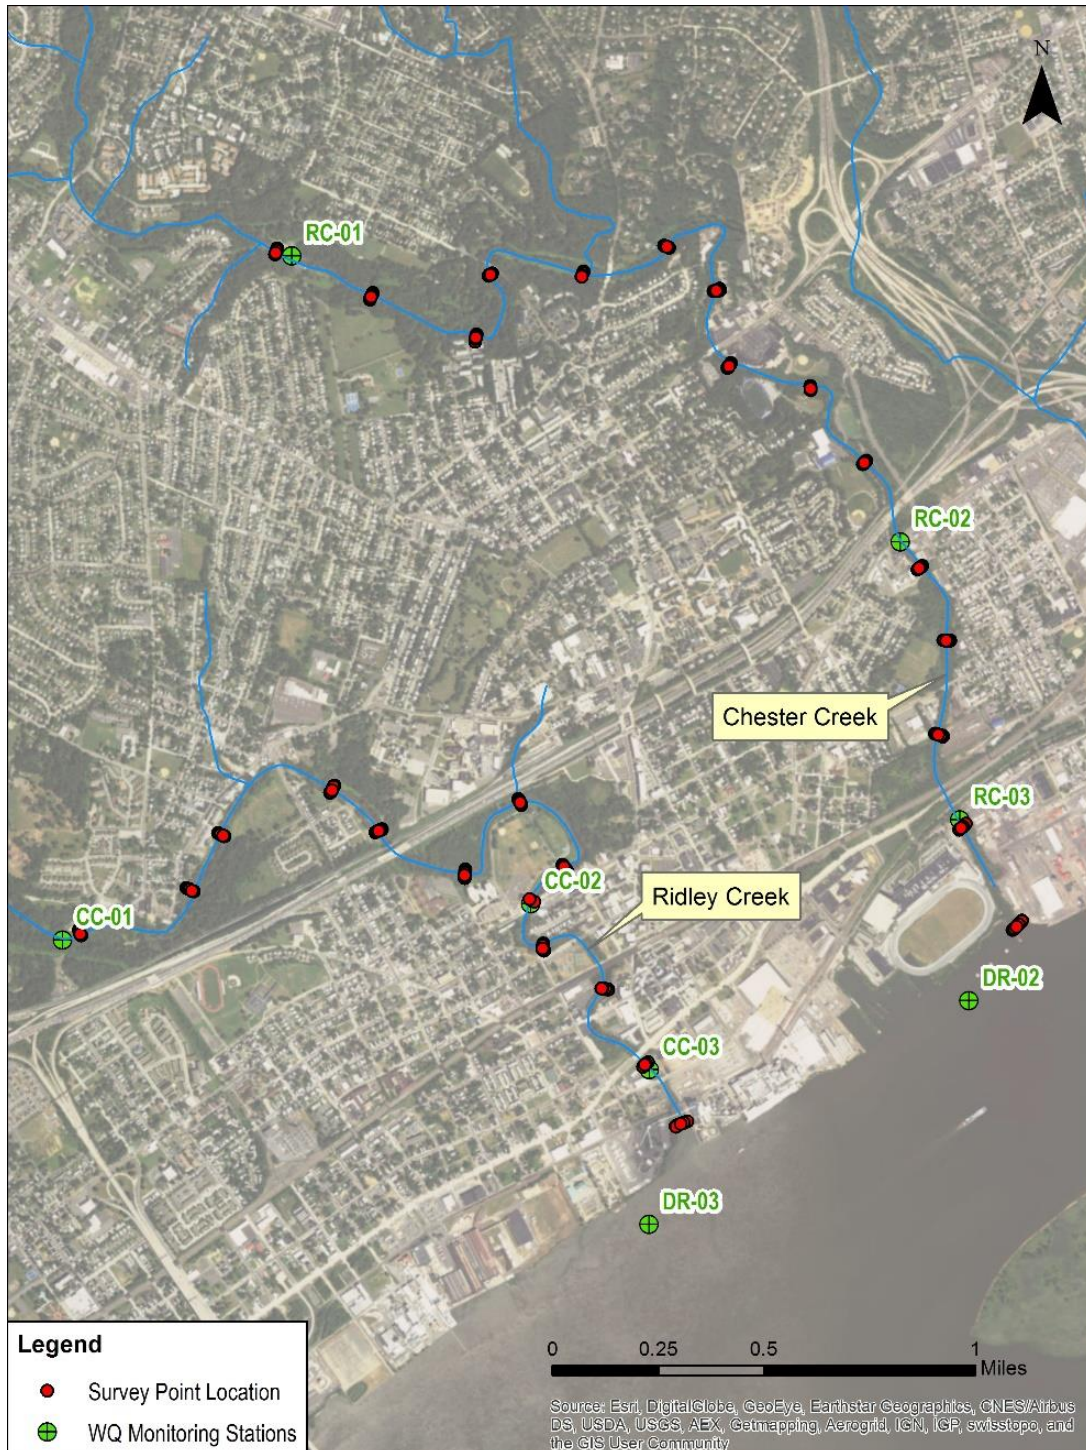 N
RC-01
RC-02
Chester Creek
RC-03
CC-02
Ridley Creek
CC-01
DR-02
CC-03
DR-03
Legend
Survey Point Location
WQ Monitoring Stations
0 0.25 0.5 1
Miles
Source: Esri, DigitalGlobe, GeoEye, Earthstar Geographics, CNES/Airbus
DS, USDA, USGS, AEX, Getmapping, Aerogrid, IGN, IGP, swisstopo, and
the GIS User Community